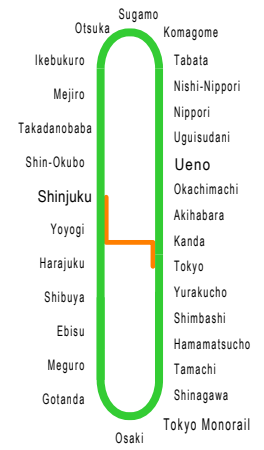 Sugamo
Otsuka
Komagome
Ikebukuro
Tabata
Mejiro
Nishi-Nippori
Nippori
Takadanobaba
Uguisudani
Shin-Okubo
Ueno
Shinjuku
Okachimachi
Akihabara
Yoyogi
Kanda
Harajuku
Tokyo
Shibuya
Yurakucho
Shimbashi
Ebisu
Hamamatsucho
Meguro
Tamachi
Gotanda
Shinagawa
Tokyo Monorail
Osaki